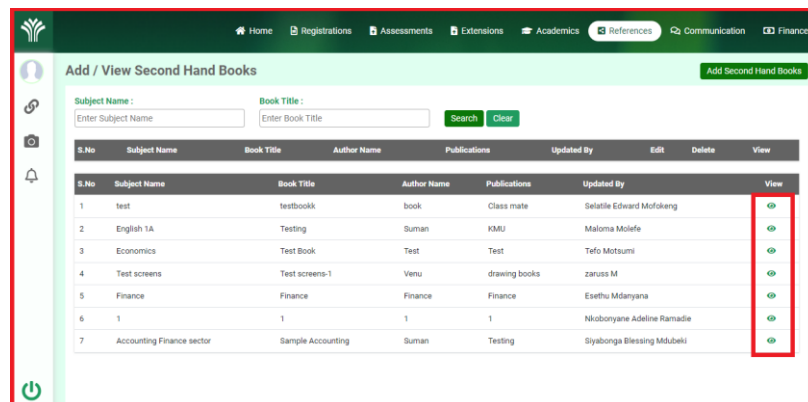 Home Registrations Assessments Extensions Academics References Communication Finance
Add / View Second Hand Books
Add Second Hand Books
Subject Name : Book Title :
Enter Subject Name Enter Book Title Search Clear
S.No Subject Name Book Title Author Name Publications Updated By Edit Delete View
S.No Subject Name Book Title Author Name Publications Updated By View
1 test testbookk book Class mate Selatile Edward Mofokeng
2 English 1A Testing Suman KMU Maloma Molefe
3 Economics Test Book Test Test Tefo Motsumi
4 Test screens Test screens-1 Venu drawing books zaruss M
5 Finance Finance Finance Finance Esethu Mdanyana
6 1 1 1 1 Nkobonyane Adeline Ramadie
7 Accounting Finance sector Sample Accounting Suman Testing Siyabonga Blessing Mdubeki